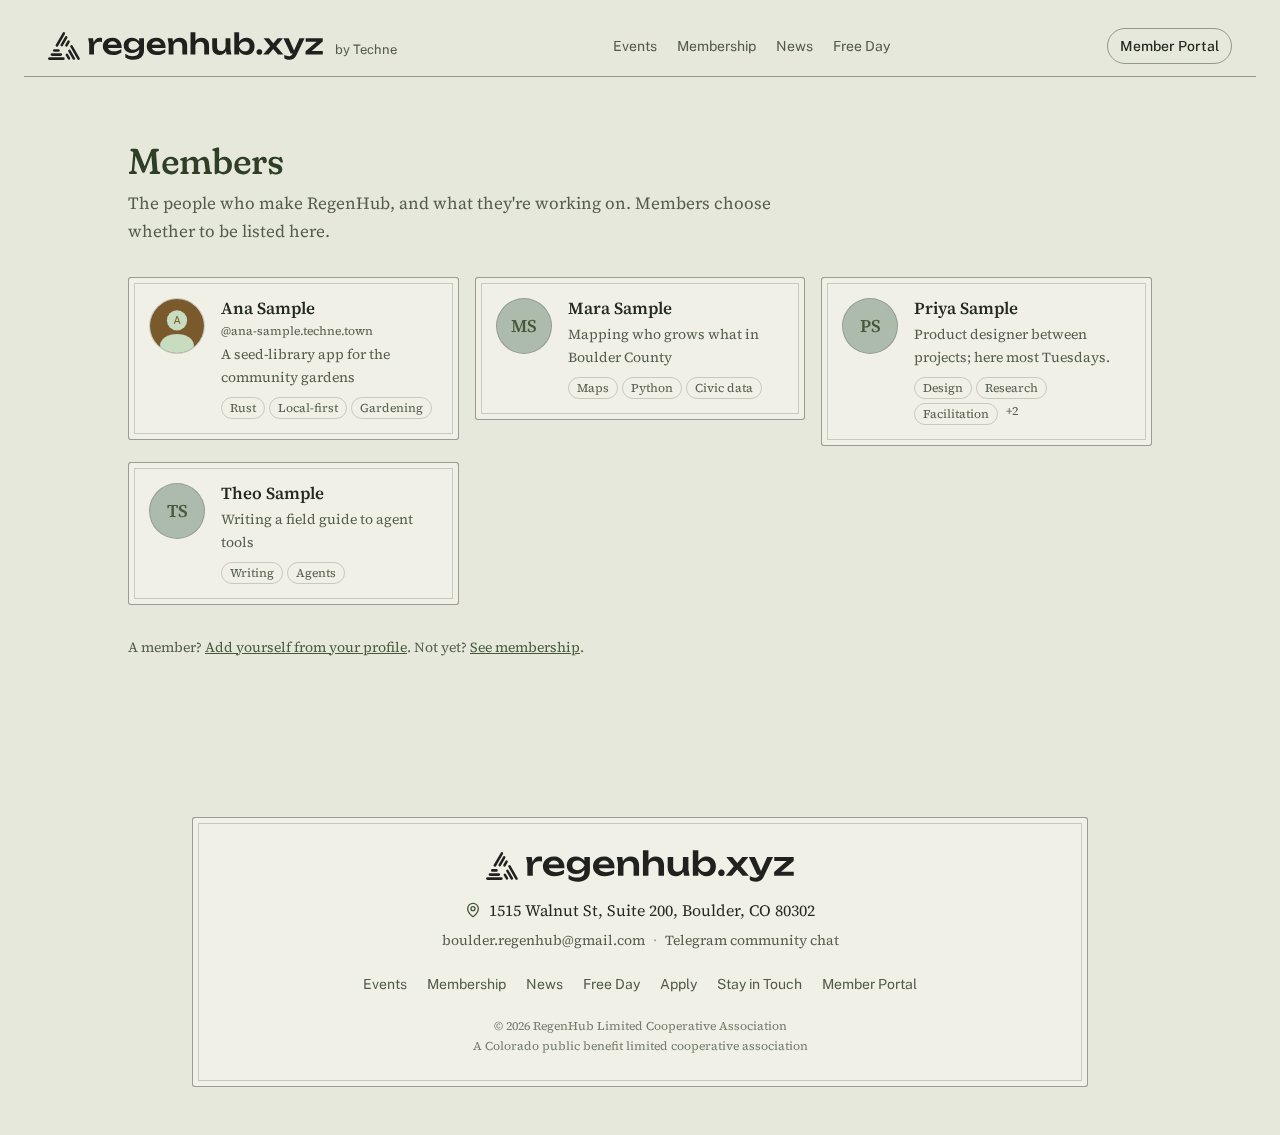 regenhub.xyz by Techne
Events Membership News Free Day
Member Portal
Members
The people who make RegenHub, and what they're working on. Members choose
whether to be listed here.
A
Ana Sample
@ana-sample.techne.town
A seed-library app for the
community gardens
Rust Local-first Gardening
MS
Mara Sample
Mapping who grows what in
Boulder County
Maps Python Civic data
PS
Priya Sample
Product designer between
projects; here most Tuesdays.
Design Research
Facilitation +2
TS
Theo Sample
Writing a field guide to agent
tools
Writing Agents
A member? Add yourself from your profile. Not yet? See membership.
regenhub.xyz
1515 Walnut St, Suite 200, Boulder, CO 80302
boulder.regenhub@gmail.com · Telegram community chat
Events Membership News Free Day Apply Stay in Touch Member Portal
© 2026 RegenHub Limited Cooperative Association
A Colorado public benefit limited cooperative association